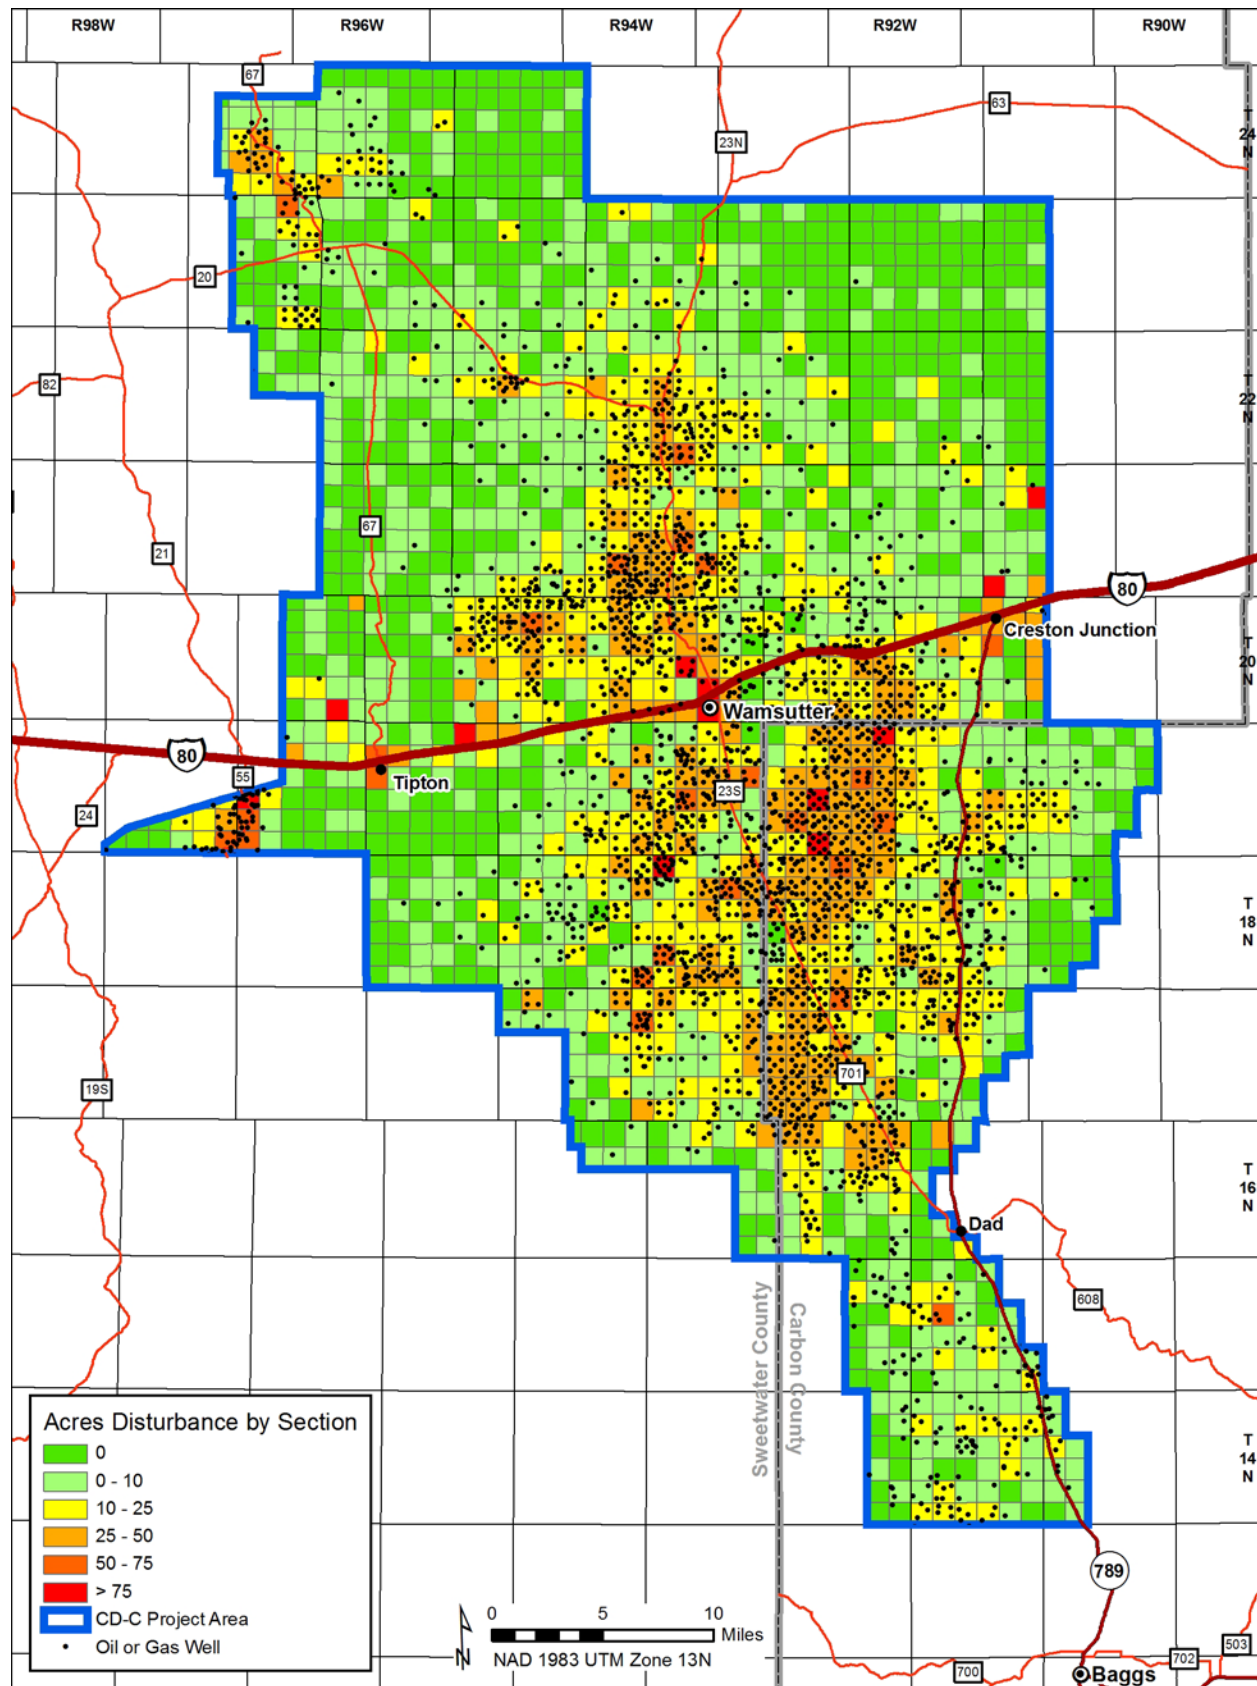 R98W R96W R94W R92W R90W
67
63
T
24
N
23N
20
82
T
22
N
67
21
80
Creston Junction
T
20
N
Wamsutter
80
55
Tipton
24
23S
T
18
N
701
19S
T
16
N
Dad
608
Sweetwater County
Carbon County
T
14
N
Acres Disturbance by Section
0
0 - 10
10 - 25
25 - 50
50 - 75
> 75
CD-C Project Area
Oil or Gas Well
789
0 5 10
Miles
N
NAD 1983 UTM Zone 13N
503
702
700
Baggs